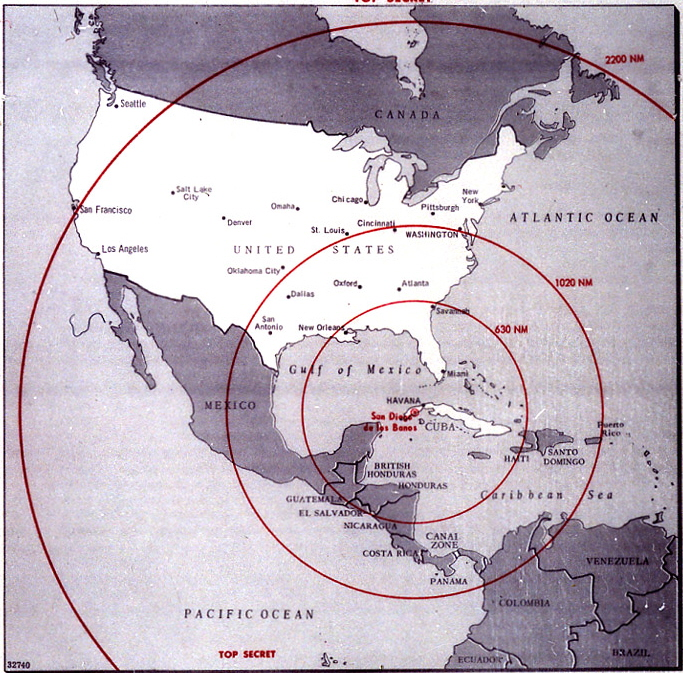 TOP SECRET
2200 NM
Seattle
CANADA
Salt Lake
City
Omaha
Chicago
New
York
Pittsburgh
San Francisco
Denver
St. Louis
Cincinnati
WASHINGTON
ATLANTIC OCEAN
Los Angeles
UNITED STATES
Oklahoma City
1020 NM
Dallas
Oxford
Atlanta
San
Antonio
New Orleans
Savannah
630 NM
Gulf of Mexico
Miami
MEXICO
HAVANA
San Diego
de los Banos
CUBA
Puerto
Rico
HAITI
SANTO
DOMINGO
BRITISH
HONDURAS
HONDURAS
GUATEMALA
Caribbean Sea
EL SALVADOR
NICARAGUA
CANAL
ZONE
COSTA RICA
PANAMA
VENEZUELA
COLOMBIA
PACIFIC OCEAN
TOP SECRET
ECUADOR
BRAZIL
32740